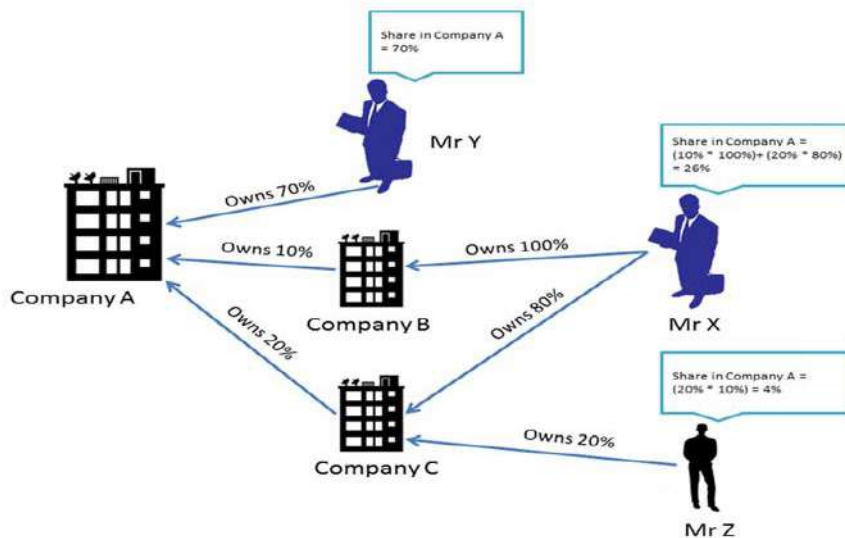 Share in Company A
= 70%
Mr Y
Share in Company A =
(10% * 100%)+ (20% * 80%)
= 26%
Owns 70%
Owns 10%
Owns 100%
Company A
Company B
Mr X
Owns 20%
Owns 80%
Share in Company A =
(20% * 10%) = 4%
Company C
Owns 20%
Mr Z